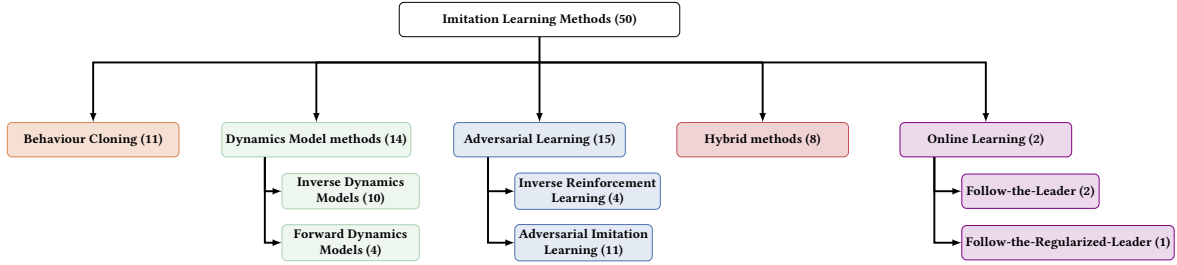 Imitation Learning Methods (50)
Behaviour Cloning (11)
Dynamics Model methods (14)
Adversarial Learning (15)
Hybrid methods (8)
Online Learning (2)
Inverse Dynamics
Models (10)
Inverse Reinforcement
Learning (4)
Follow-the-Leader (2)
Forward Dynamics
Models (4)
Adversarial Imitation
Learning (11)
Follow-the-Regularized-Leader (1)